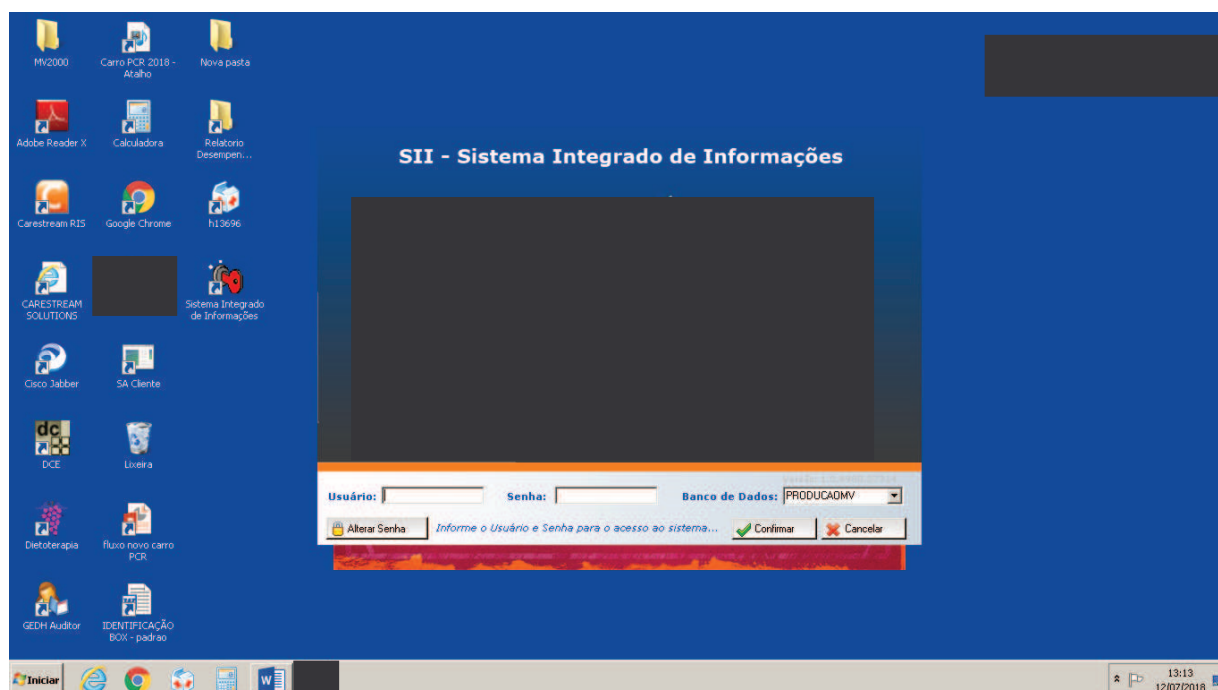 MV2000
Carro PCR 2018 -
Atalho
Nova pasta
Adobe Reader X
Calculadora
Relatorio
Desempen...
Carestream RIS
Google Chrome
h13696
CARESTREAM
SOLUTIONS
Sistema Integrado
de Informações
Cisco Jabber
SA Cliente
dc
DCE
Lixeira
Dietoterapia
fluxo novo carro
PCR
GEDH Auditor
IDENTIFICAÇÃO
BOX - padrao
SII - Sistema Integrado de Informações
Usuário:
Senha:
Banco de Dados: PRODUCAOMV
Alterar Senha
Informe o Usuário e Senha para o acesso ao sistema...
Confirmar
Cancelar
Iniciar
13:13
12/07/2018